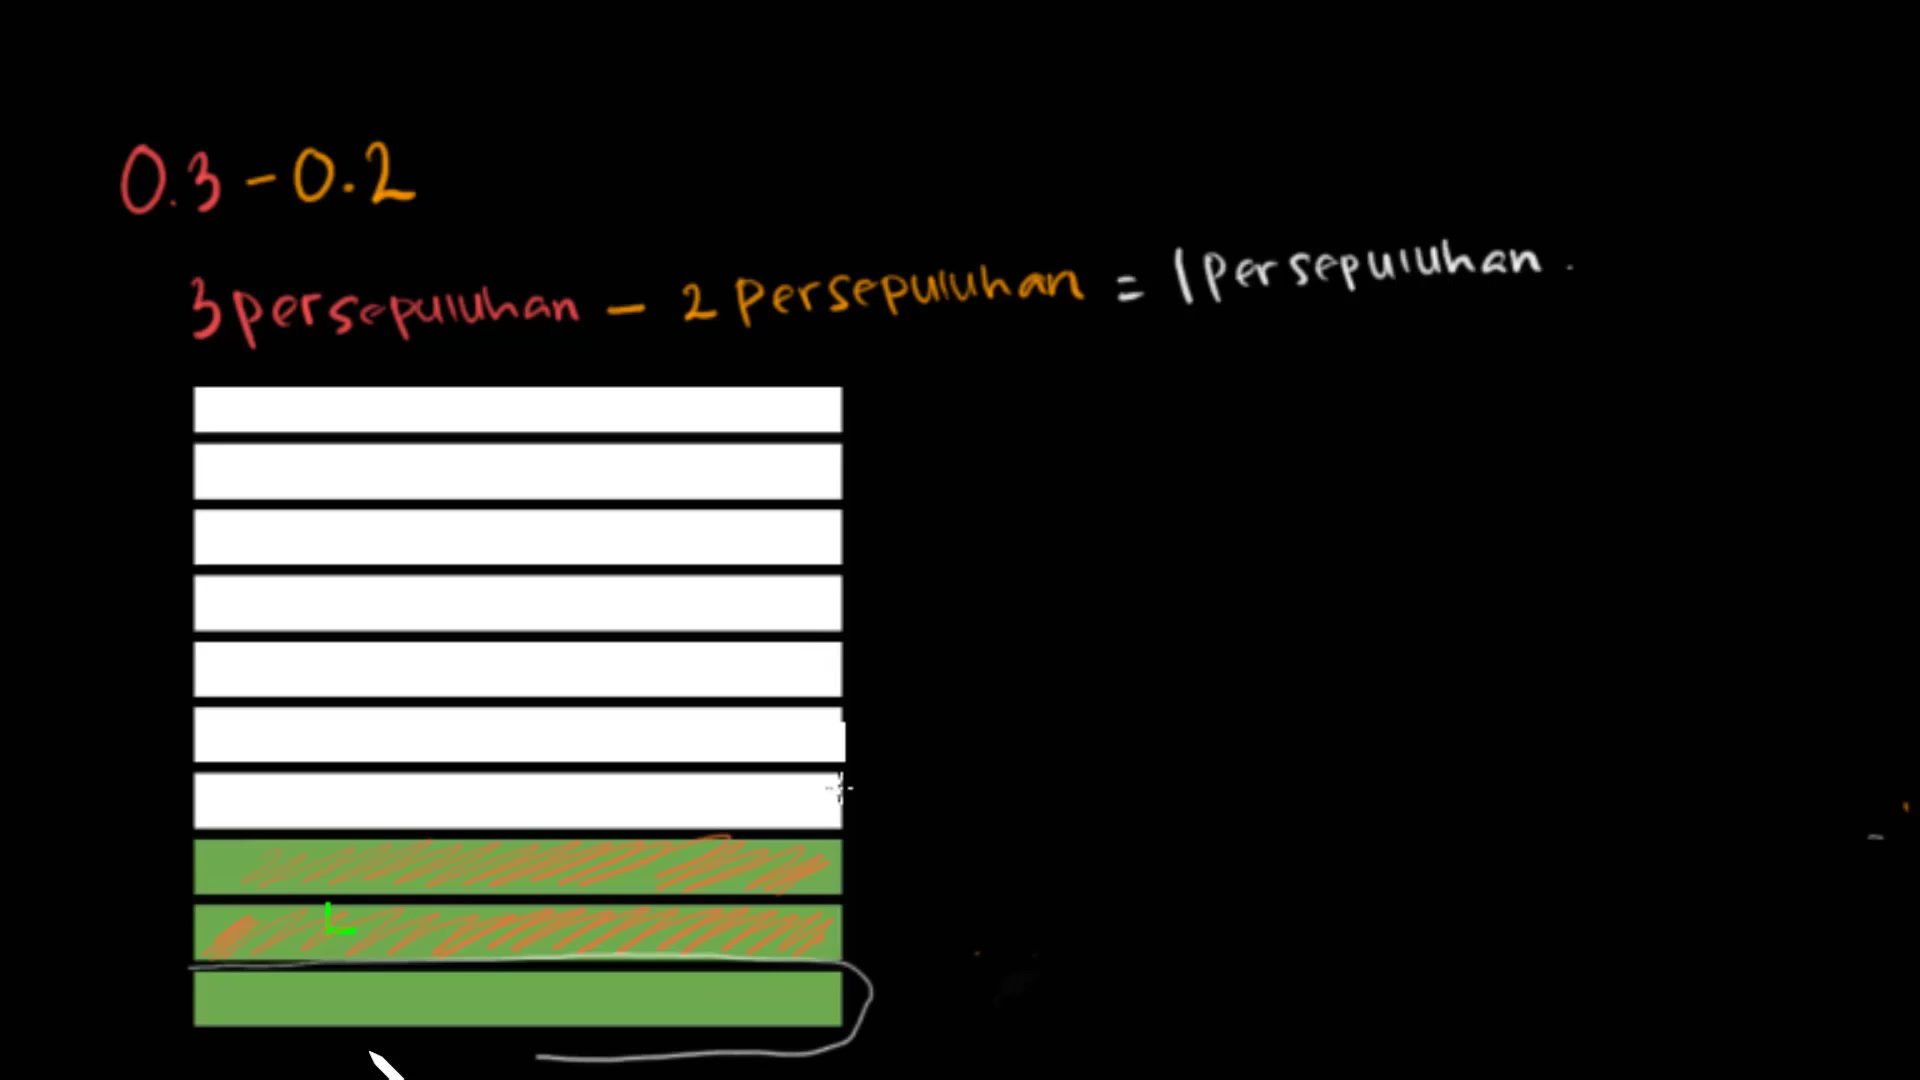 0.3 - 0.2
3 persepuluhan - 2 persepuluhan = 1 persepuluhan.